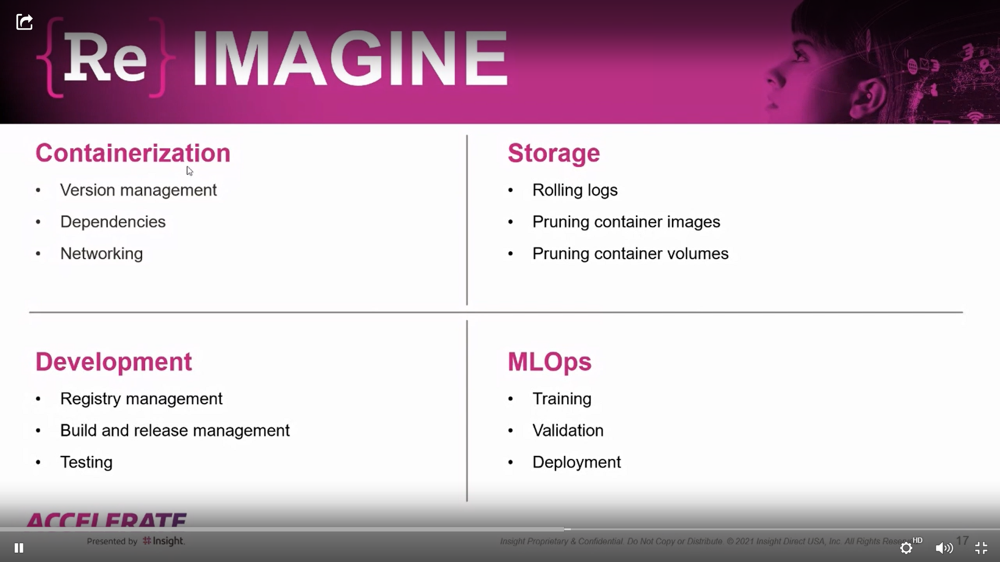 {Re} IMAGINE
Containerization
• Version management
• Dependencies
• Networking
Storage
• Rolling logs
• Pruning container images
• Pruning container volumes
Development
• Registry management
• Build and release management
• Testing
MLOps
• Training
• Validation
• Deployment
ACCELERATE
Presented by Insight.
Insight Proprietary & Confidential. Do Not Copy or Distribute. © 2021 Insight Direct USA, Inc. All Rights
17
HD